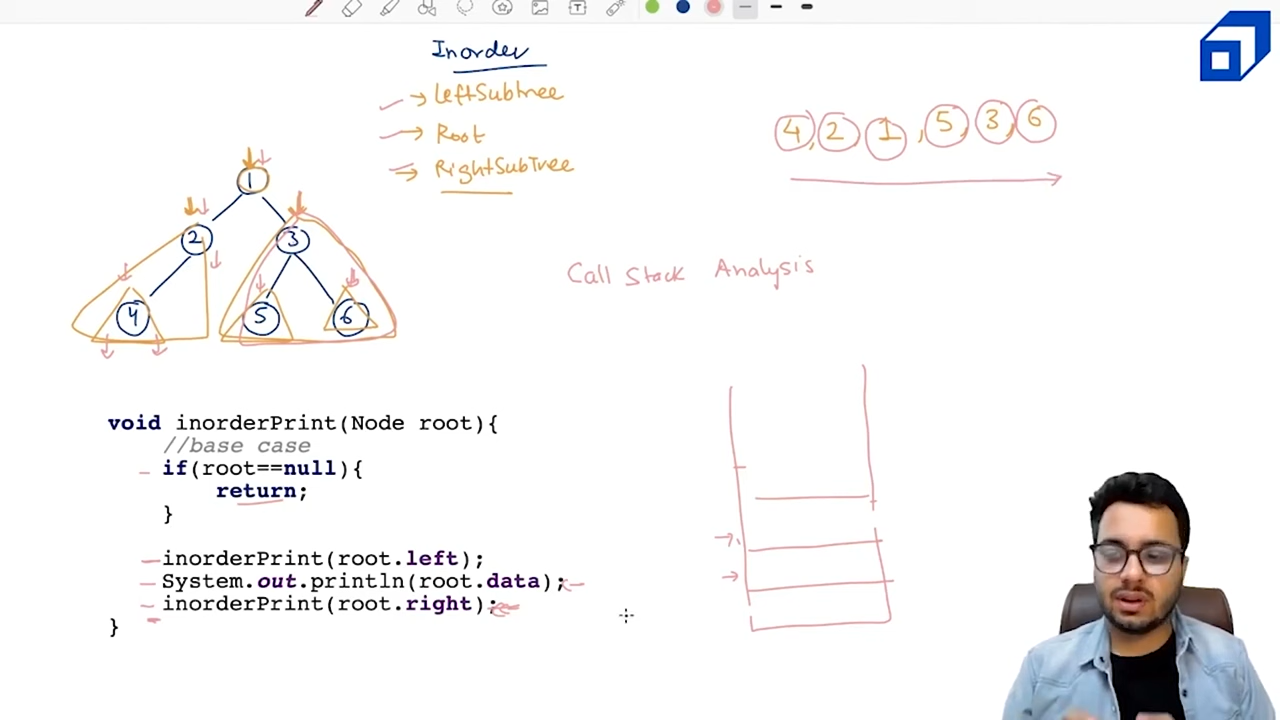 Inorder
→ LeftSubtree
→ Root
→ RightSubTree
4, 2, 1, 5, 3, 6
1
2
3
4
5
6
Call Stack Analysis
void inorderPrint(Node root){
//base case
if(root==null){
return;
}
inorderPrint(root.left);
System.out.println(root.data);
inorderPrint(root.right);
}